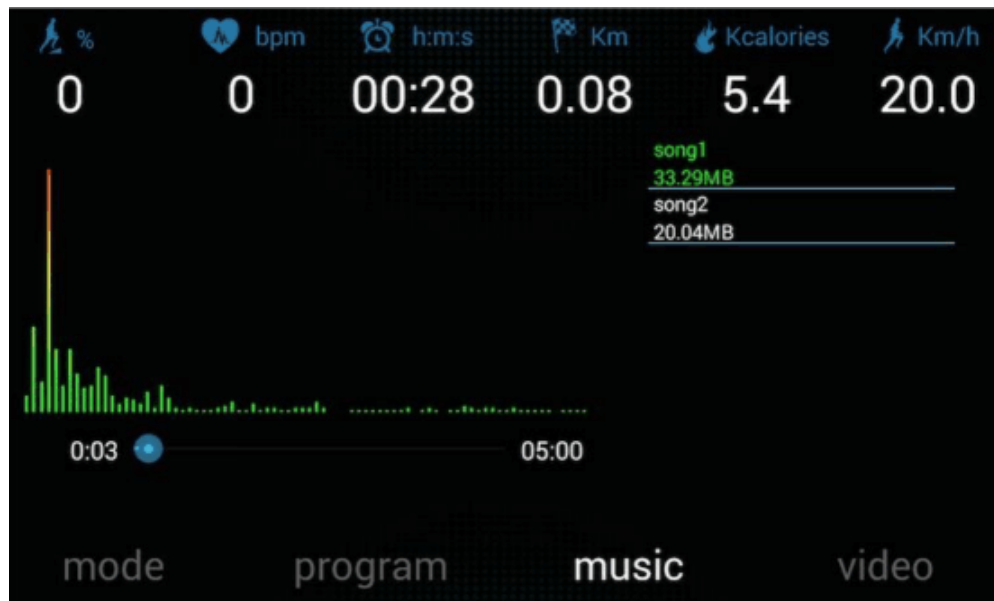 % bpm h:m:s Km Kcalories Km/h
0 0 00:28 0.08 5.4 20.0
song1
33.29MB
song2
20.04MB
0:03 05:00
mode program music video